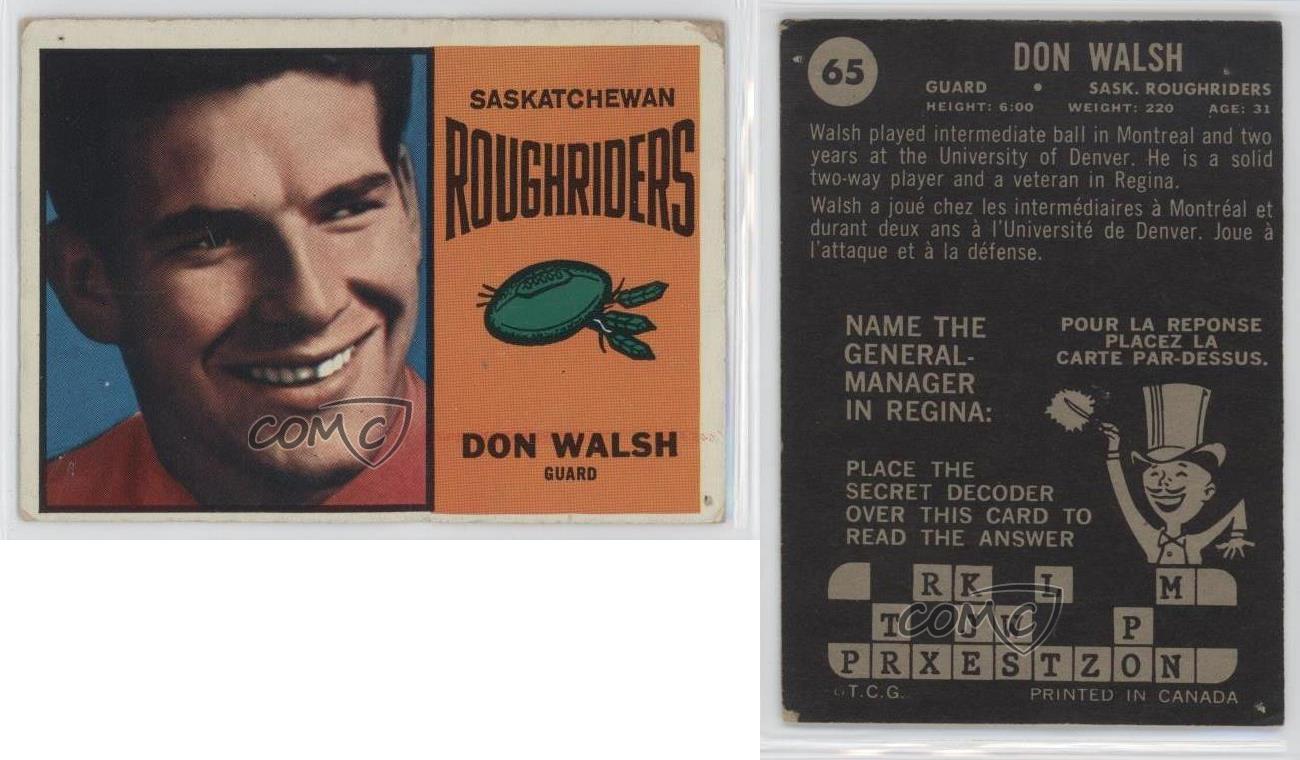 SASKATCHEWAN
ROUGHRIDERS
DON WALSH
GUARD
COMC
65
DON WALSH
GUARD • SASK. ROUGHRIDERS
HEIGHT: 6:00 WEIGHT: 220 AGE: 31
Walsh played intermediate ball in Montreal and two
years at the University of Denver. He is a solid
two-way player and a veteran in Regina.
Walsh a joué chez les intermédiaires à Montréal et
durant deux ans à l'Université de Denver. Joue à
l'attaque et à la défense.
NAME THE
GENERAL-
MANAGER
IN REGINA:
POUR LA REPONSE
PLACEZ LA
CARTE PAR-DESSUS.
PLACE THE
SECRET DECODER
OVER THIS CARD TO
READ THE ANSWER
R K L M
T P
P R X E S T Z O N
COMC
©T.C.G. PRINTED IN CANADA